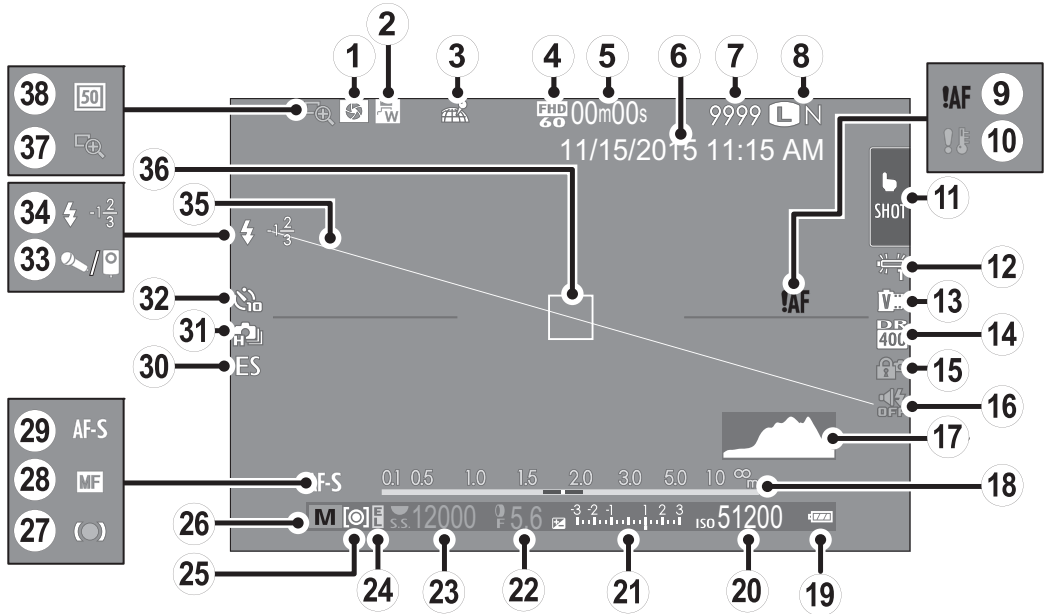 1 2 3 4 5 6 7 8
38 50
37
W FHD 60 00m00s 9999 L N
11/15/2015 11:15 AM
!AF 9
10
36
35
34 -1 2/3
33
-1 2/3
SHOT 11
12
!AF
V 13
32 10
31 H
30 ES
DR 400 14
15
OFF 16
17
29 AF-S
28 MF
27
AF-S
0.1 0.5 1.0 1.5 2.0 3.0 5.0 10 ∞ m 18
26 M E L S.S. 12000 F 5.6 -3 -2 -1 1 2 3 ISO 51200
25 24 23 22 21 20 19